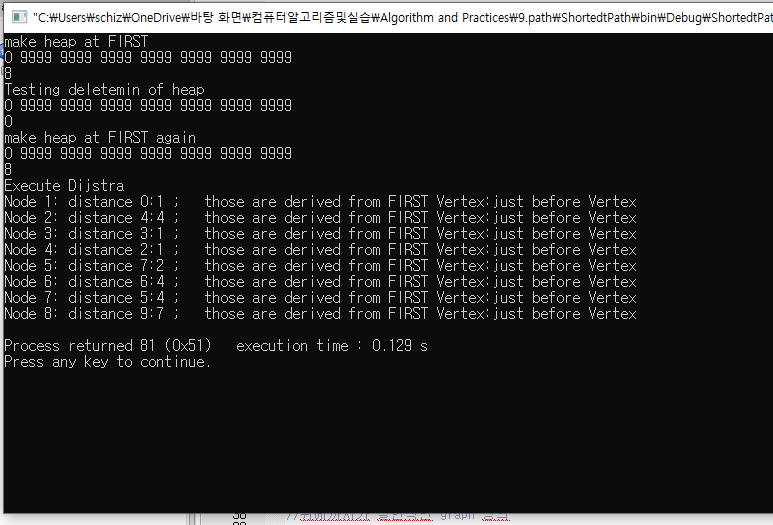 "C:₩Users₩schiz₩OneDrive₩바탕 화면₩컴퓨터알고리즘및실습₩Algorithm and Practices₩9.path₩ShortedtPath₩bin₩Debug₩ShortedtPa
make heap at FIRST
0 9999 9999 9999 9999 9999 9999 9999
8
Testing deletemin of heap
0 9999 9999 9999 9999 9999 9999 9999
0
make heap at FIRST again
0 9999 9999 9999 9999 9999 9999 9999
8
Execute Dijstra
Node 1: distance 0:1 ;   those are derived from FIRST Vertex:just before Vertex
Node 2: distance 4:4 ;   those are derived from FIRST Vertex:just before Vertex
Node 3: distance 3:1 ;   those are derived from FIRST Vertex:just before Vertex
Node 4: distance 2:1 ;   those are derived from FIRST Vertex:just before Vertex
Node 5: distance 7:2 ;   those are derived from FIRST Vertex:just before Vertex
Node 6: distance 6:4 ;   those are derived from FIRST Vertex:just before Vertex
Node 7: distance 5:4 ;   those are derived from FIRST Vertex:just before Vertex
Node 8: distance 9:7 ;   those are derived from FIRST Vertex:just before Vertex
Process returned 81 (0x51)   execution time : 0.129 s
Press any key to continue.
graph